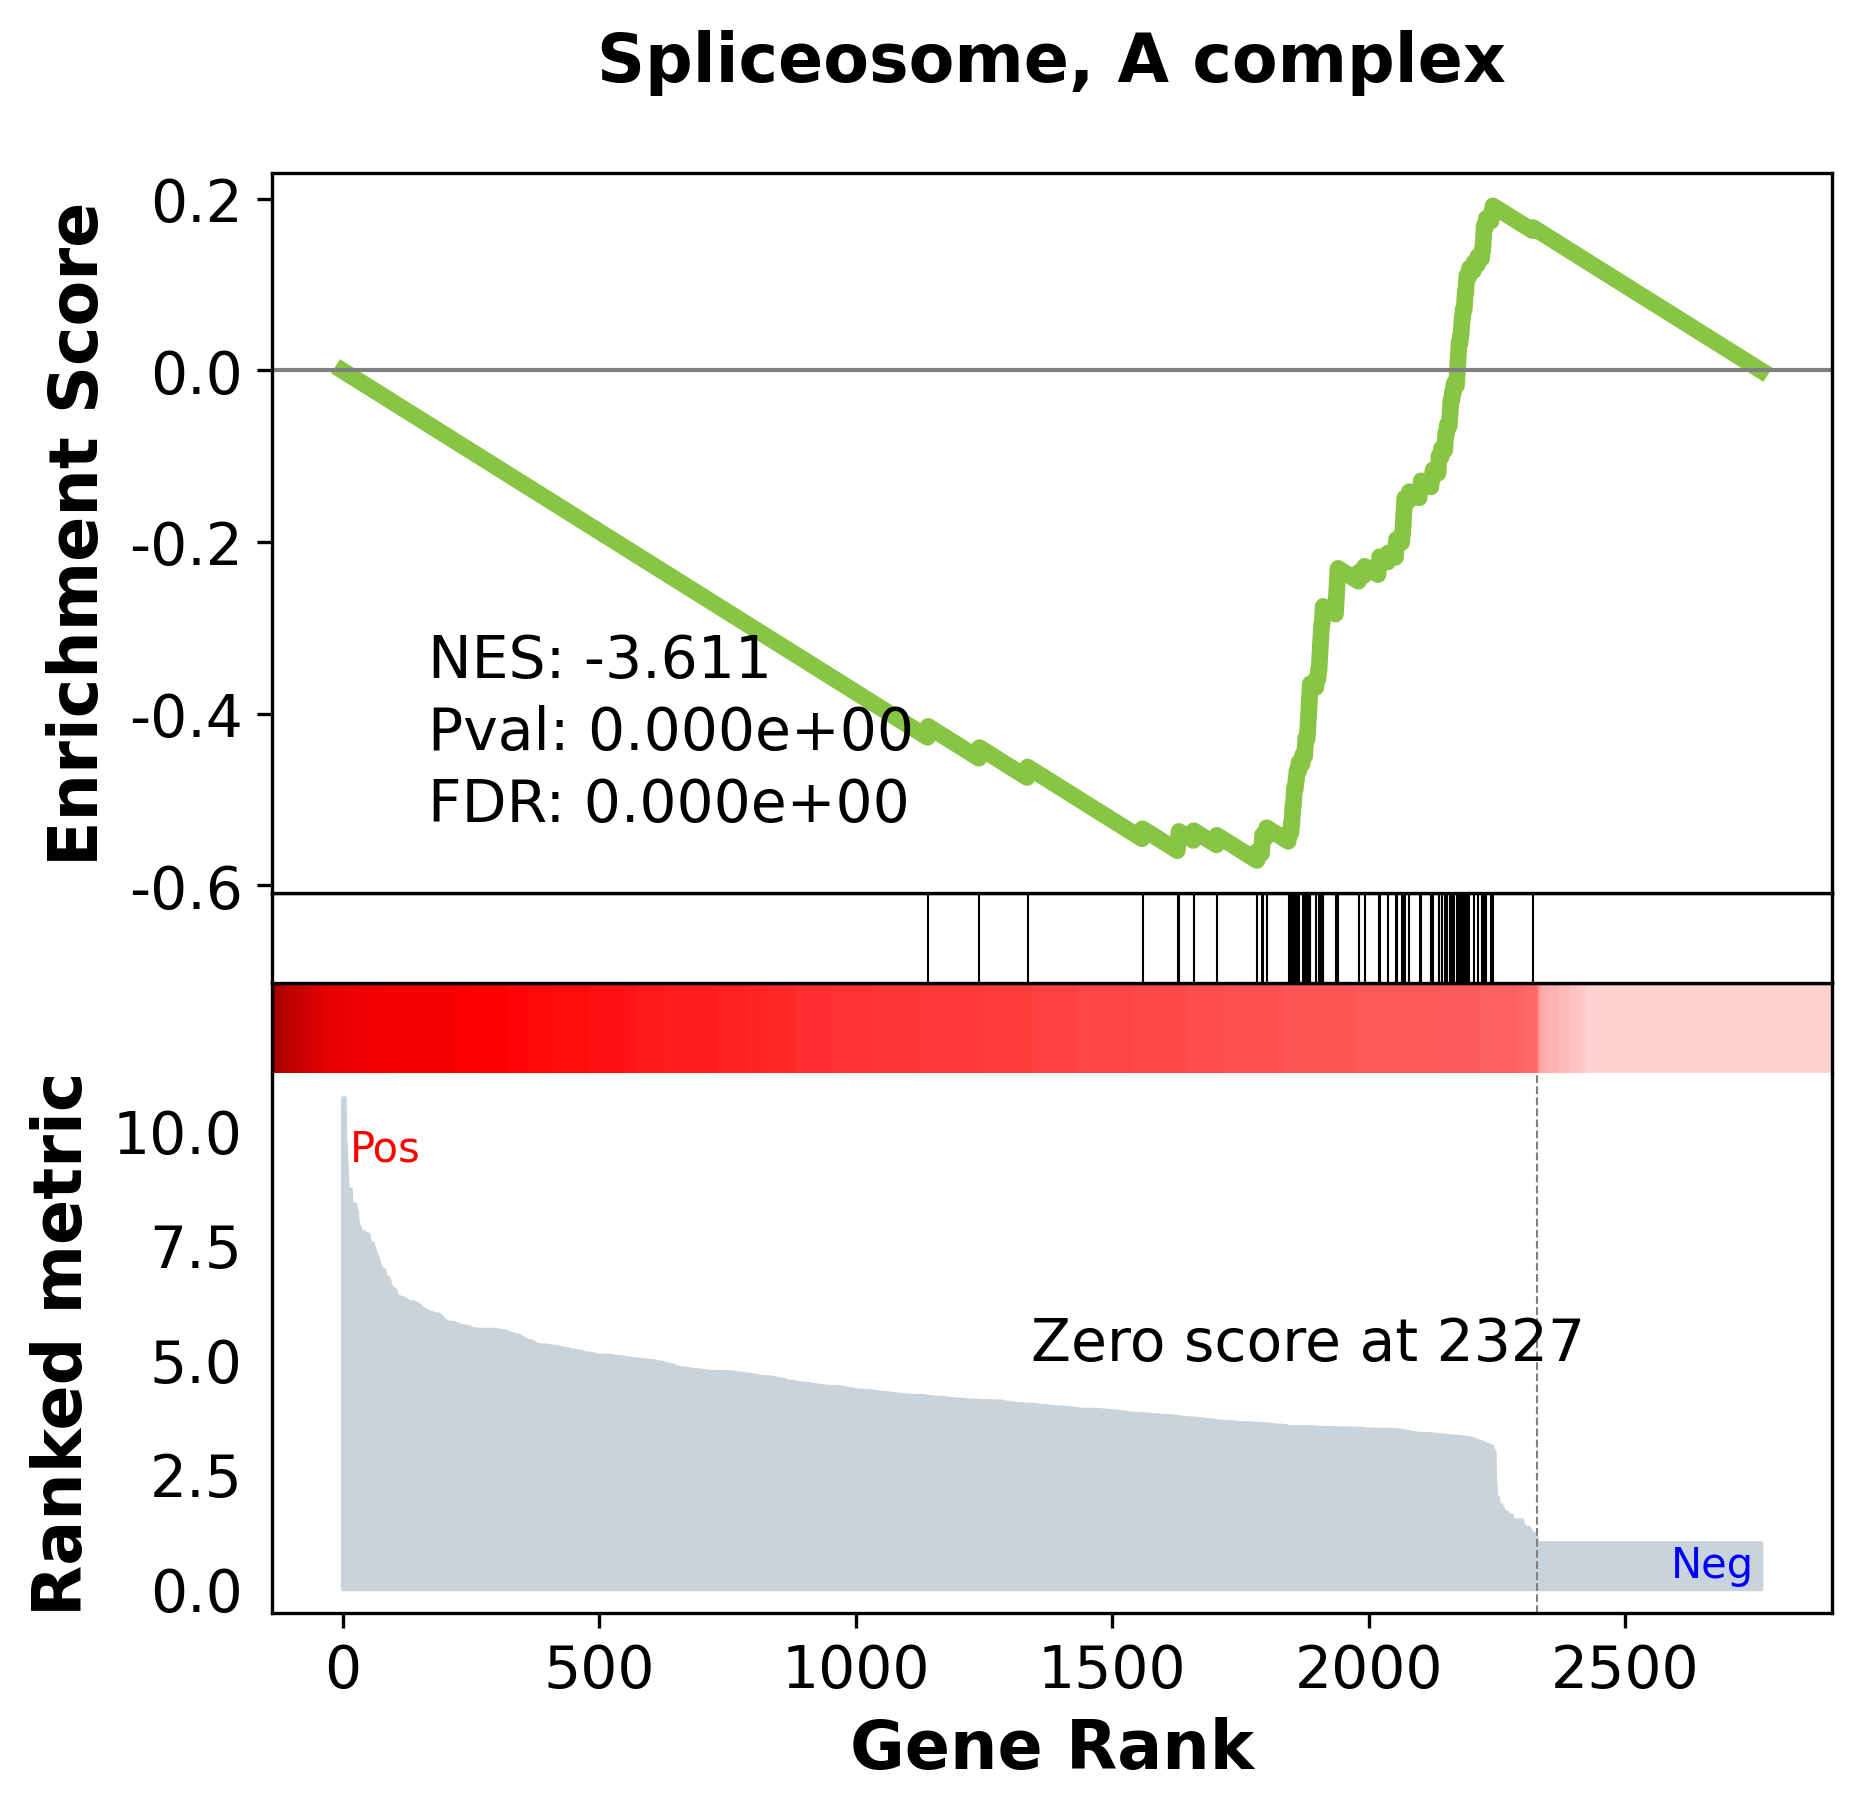 Spliceosome, A complex
Enrichment Score
0.2
0.0
-0.2
-0.4
-0.6
NES: -3.611
Pval: 0.000e+00
FDR: 0.000e+00
Ranked metric
10.0
7.5
5.0
2.5
0.0
Pos
Zero score at 2327
Neg
0
500
1000
1500
2000
2500
Gene Rank